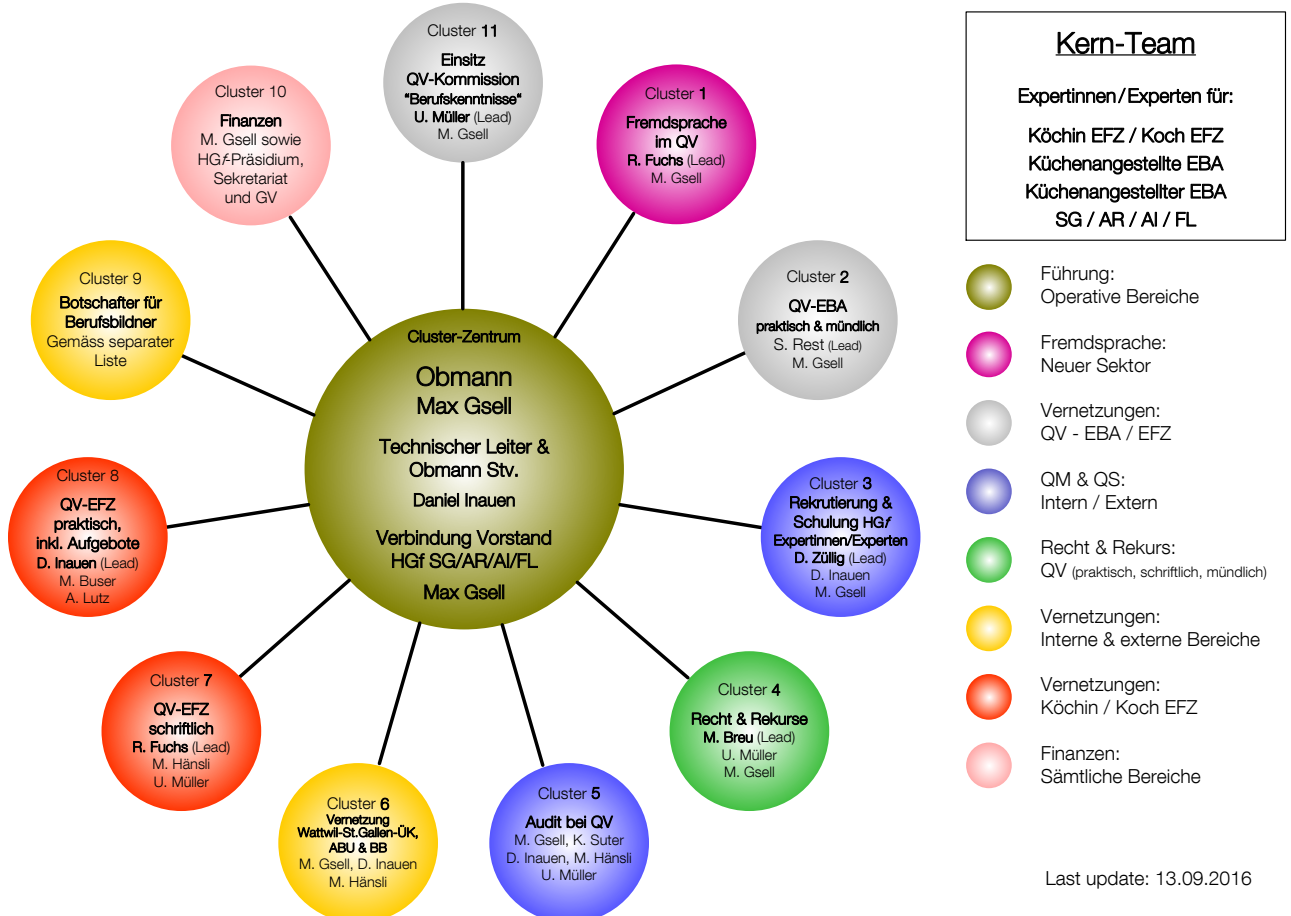 Cluster 11
Einsitz
QV-Kommission
"Berufskenntnisse"
U. Müller (Lead)
M. Gsell
Cluster 1
Fremdsprache
im QV
R. Fuchs (Lead)
M. Gsell
Cluster 2
QV-EBA
praktisch & mündlich
S. Rest (Lead)
M. Gsell
Cluster 3
Rekrutierung &
Schulung HGf
Expertinnen/Experten
D. Züllig (Lead)
D. Inauen
M. Gsell
Cluster 4
Recht & Rekurse
M. Breu (Lead)
U. Müller
M. Gsell
Cluster 5
Audit bei QV
M. Gsell, K. Suter
D. Inauen, M. Hänsli
U. Müller
Cluster 6
Vernetzung
Wattwil-St.Gallen-ÜK,
ABU & BB
M. Gsell, D. Inauen
M. Hänsli
Cluster 7
QV-EFZ
schriftlich
R. Fuchs (Lead)
M. Hänsli
U. Müller
Cluster 8
QV-EFZ
praktisch,
inkl. Aufgebote
D. Inauen (Lead)
M. Buser
A. Lutz
Cluster 9
Botschafter für
Berufsbildner
Gemäss separater
Liste
Cluster 10
Finanzen
M. Gsell sowie
HGf-Präsidium,
Sekretariat
und GV
Cluster-Zentrum
Obmann
Max Gsell
Technischer Leiter &
Obmann Stv.
Daniel Inauen
Verbindung Vorstand
HGf SG/AR/AI/FL
Max Gsell
Kern-Team
Expertinnen/Experten für:
Köchin EFZ / Koch EFZ
Küchenangestellte EBA
Küchenangestellter EBA
SG / AR / AI / FL
Führung:
Operative Bereiche
Fremdsprache:
Neuer Sektor
Vernetzungen:
QV - EBA / EFZ
QM & QS:
Intern / Extern
Recht & Rekurs:
QV (praktisch, schriftlich, mündlich)
Vernetzungen:
Interne & externe Bereiche
Vernetzungen:
Köchin / Koch EFZ
Finanzen:
Sämtliche Bereiche
Last update: 13.09.2016